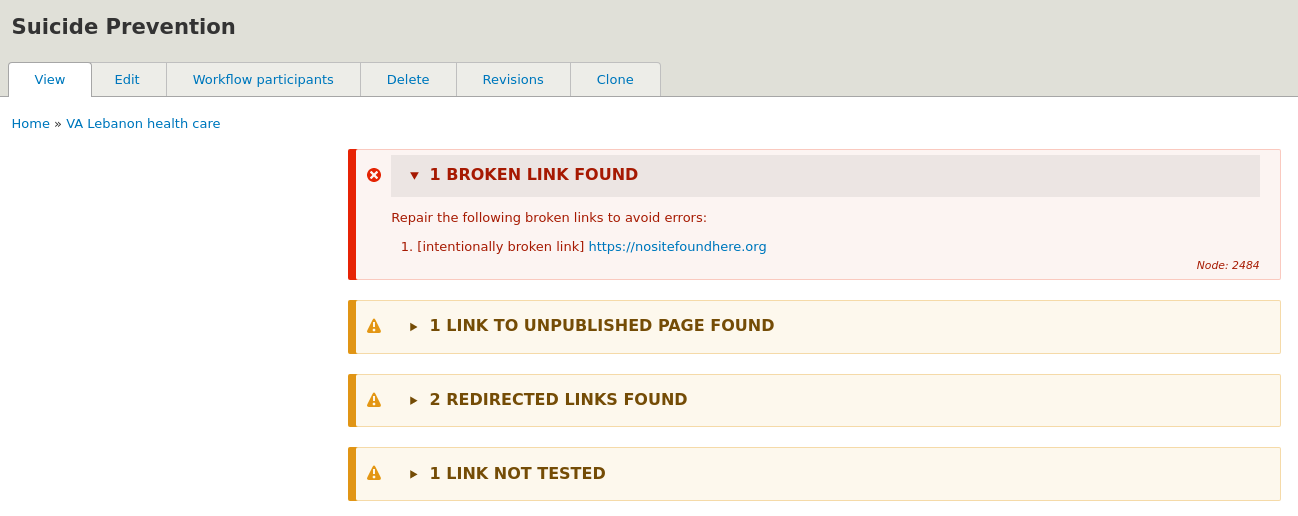 Suicide Prevention
View Edit Workflow participants Delete Revisions Clone
Home » VA Lebanon health care
1 BROKEN LINK FOUND
Repair the following broken links to avoid errors:
1. [intentionally broken link] https://nositefoundhere.org
Node: 2484
1 LINK TO UNPUBLISHED PAGE FOUND
2 REDIRECTED LINKS FOUND
1 LINK NOT TESTED